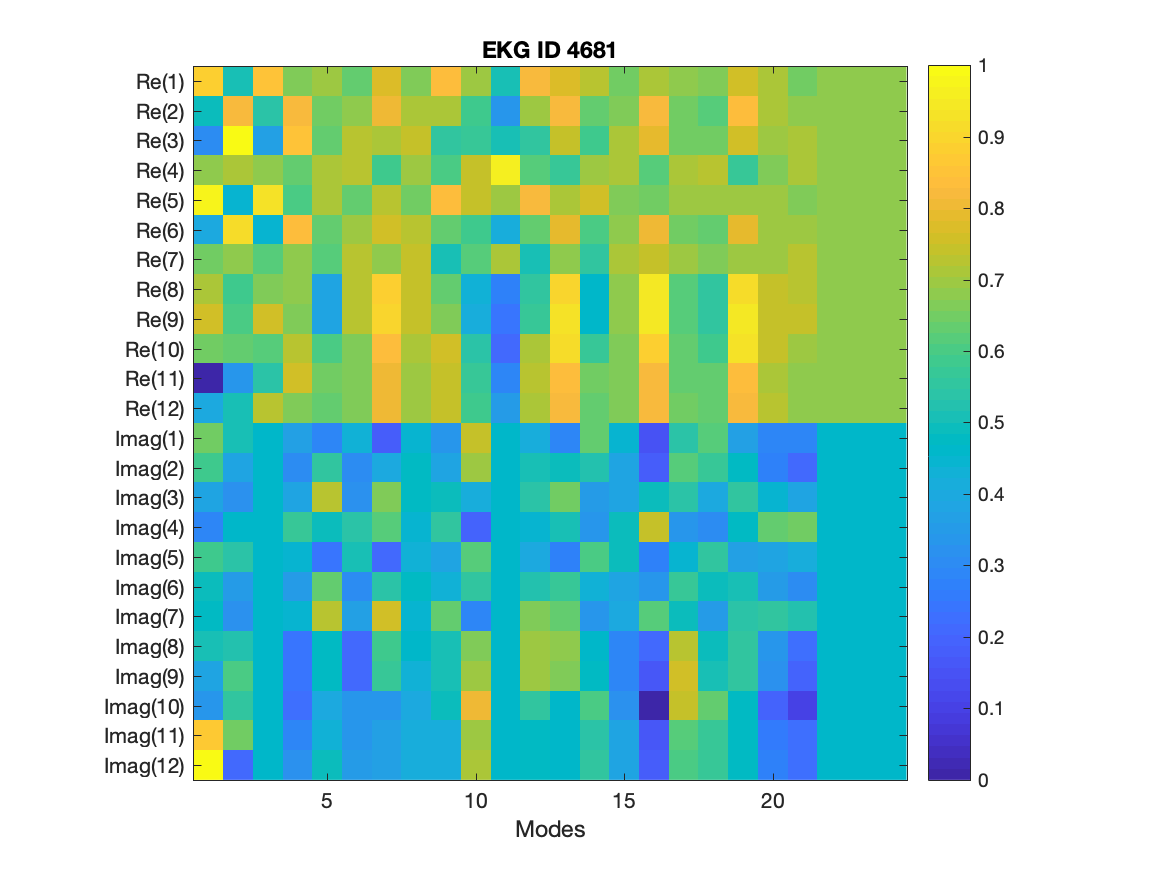 EKG ID 4681
Re(1)
Re(2)
Re(3)
Re(4)
Re(5)
Re(6)
Re(7)
Re(8)
Re(9)
Re(10)
Re(11)
Re(12)
Imag(1)
Imag(2)
Imag(3)
Imag(4)
Imag(5)
Imag(6)
Imag(7)
Imag(8)
Imag(9)
Imag(10)
Imag(11)
Imag(12)
5 10 15 20
Modes
1
0.9
0.8
0.7
0.6
0.5
0.4
0.3
0.2
0.1
0